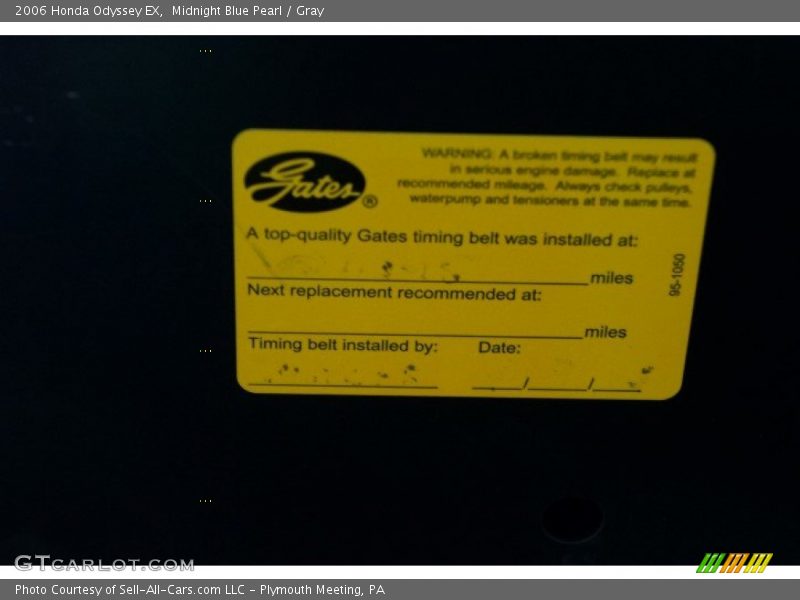 2006 Honda Odyssey EX,  Midnight Blue Pearl / Gray
Gates®
WARNING: A broken timing belt may result
in serious engine damage. Replace at
recommended mileage. Always check pulleys,
waterpump and tensioners at the same time.
A top-quality Gates timing belt was installed at:
miles
Next replacement recommended at:
miles
95-1050
Timing belt installed by: Date:
/ /
GTCARLOT.COM
Photo Courtesy of Sell-All-Cars.com LLC - Plymouth Meeting, PA